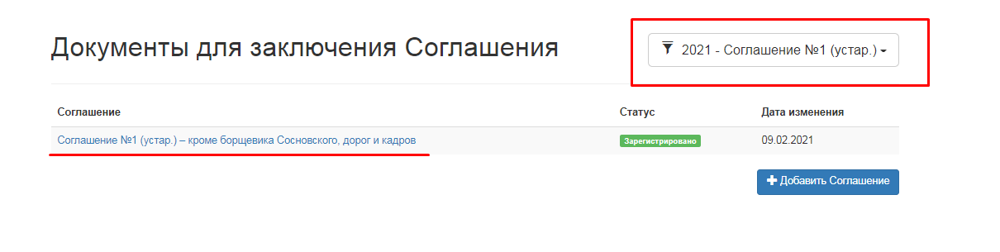 Документы для заключения Соглашения
2021 - Соглашение №1 (устар.)
Соглашение Статус Дата изменения
Соглашение №1 (устар.) – кроме борщевика Сосновского, дорог и кадров Зарегистрировано 09.02.2021
Добавить Соглашение